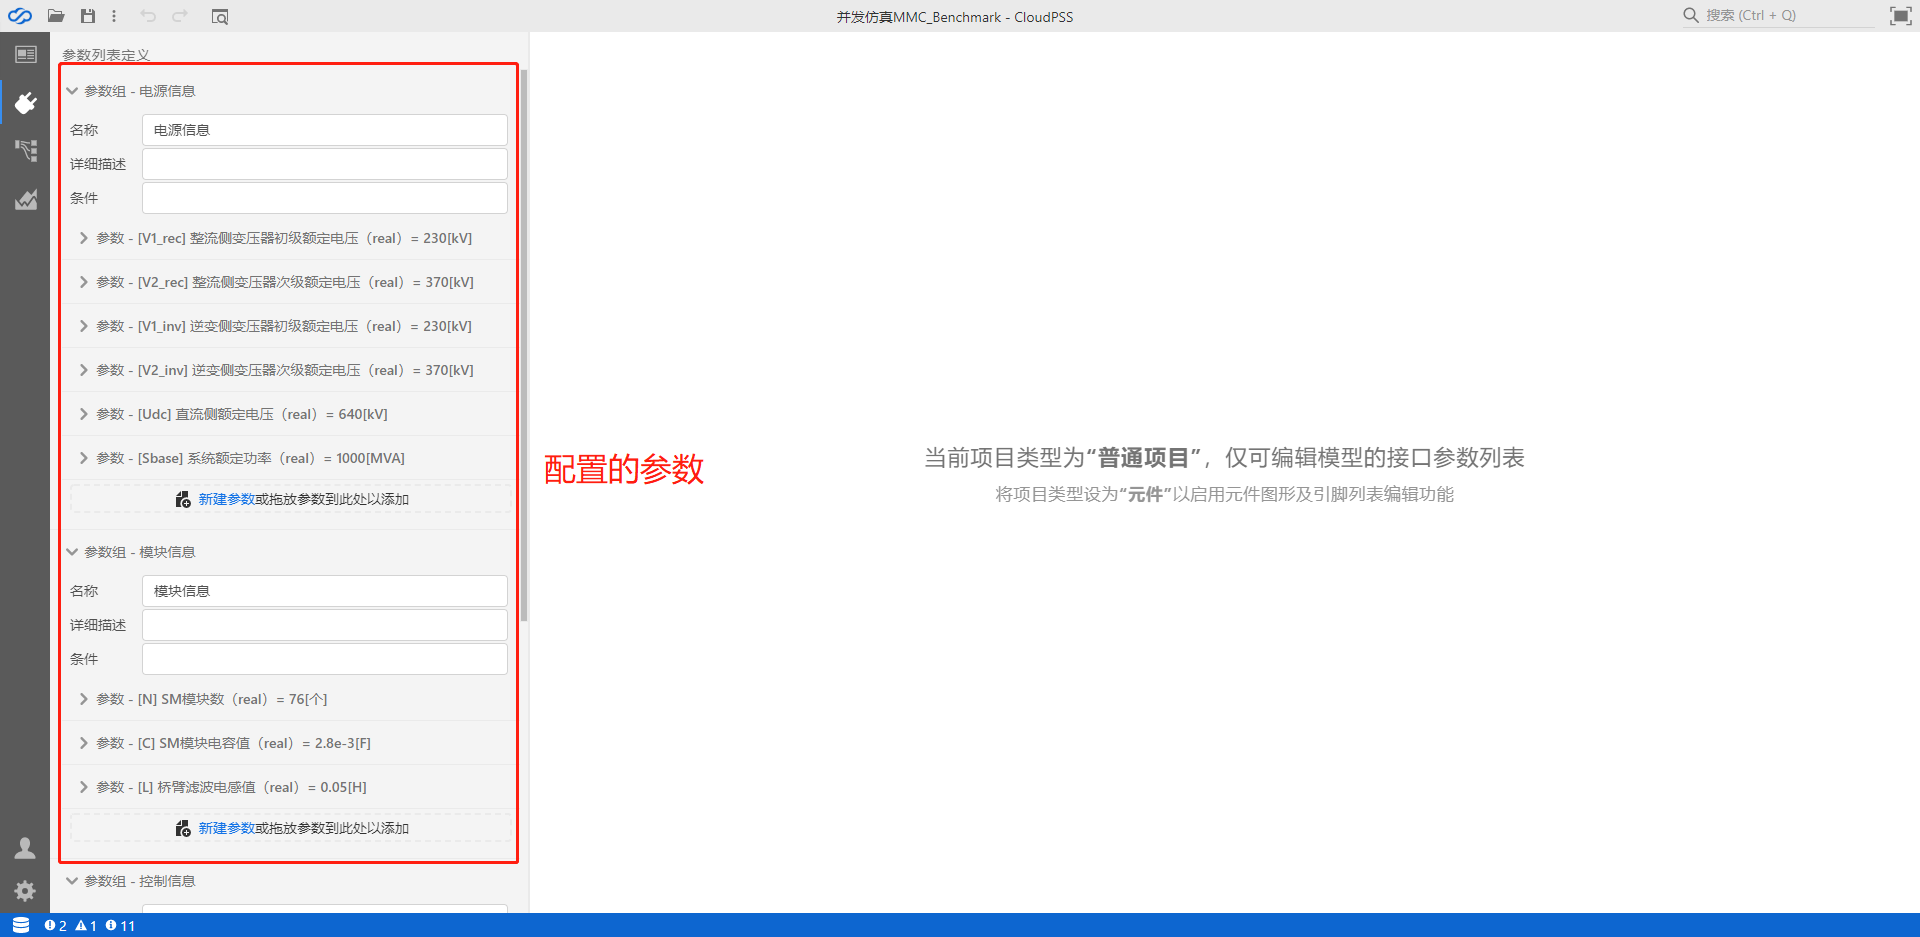 并发仿真MMC_Benchmark - CloudPSS
搜索 (Ctrl + Q)
参数列表定义
参数组 - 电源信息
名称
电源信息
详细描述
条件
参数 - [V1_rec] 整流侧变压器初级额定电压（real）= 230[kV]
参数 - [V2_rec] 整流侧变压器次级额定电压（real）= 370[kV]
参数 - [V1_inv] 逆变侧变压器初级额定电压（real）= 230[kV]
参数 - [V2_inv] 逆变侧变压器次级额定电压（real）= 370[kV]
参数 - [Udc] 直流侧额定电压（real）= 640[kV]
参数 - [Sbase] 系统额定功率（real）= 1000[MVA]
新建参数或拖放参数到此处以添加
参数组 - 模块信息
名称
模块信息
详细描述
条件
参数 - [N] SM模块数（real）= 76[个]
参数 - [C] SM模块电容值（real）= 2.8e-3[F]
参数 - [L] 桥臂滤波电感值（real）= 0.05[H]
新建参数或拖放参数到此处以添加
参数组 - 控制信息
配置的参数
当前项目类型为“普通项目”，仅可编辑模型的接口参数列表
将项目类型设为“元件”以启用元件图形及引脚列表编辑功能
2 1 11